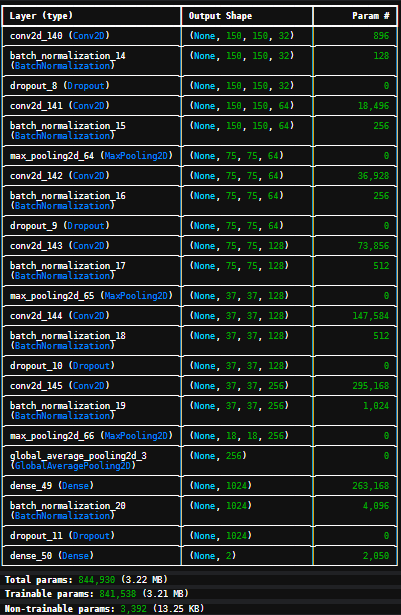 Layer (type) Output Shape Param #
conv2d_140 (Conv2D) (None, 150, 150, 32) 896
batch_normalization_14 (None, 150, 150, 32) 128
(BatchNormalization)
dropout_8 (Dropout) (None, 150, 150, 32) 0
conv2d_141 (Conv2D) (None, 150, 150, 64) 18,496
batch_normalization_15 (None, 150, 150, 64) 256
(BatchNormalization)
max_pooling2d_64 (MaxPooling2D) (None, 75, 75, 64) 0
conv2d_142 (Conv2D) (None, 75, 75, 64) 36,928
batch_normalization_16 (None, 75, 75, 64) 256
(BatchNormalization)
dropout_9 (Dropout) (None, 75, 75, 64) 0
conv2d_143 (Conv2D) (None, 75, 75, 128) 73,856
batch_normalization_17 (None, 75, 75, 128) 512
(BatchNormalization)
max_pooling2d_65 (MaxPooling2D) (None, 37, 37, 128) 0
conv2d_144 (Conv2D) (None, 37, 37, 128) 147,584
batch_normalization_18 (None, 37, 37, 128) 512
(BatchNormalization)
dropout_10 (Dropout) (None, 37, 37, 128) 0
conv2d_145 (Conv2D) (None, 37, 37, 256) 295,168
batch_normalization_19 (None, 37, 37, 256) 1,024
(BatchNormalization)
max_pooling2d_66 (MaxPooling2D) (None, 18, 18, 256) 0
global_average_pooling2d_3 (None, 256) 0
(GlobalAveragePooling2D)
dense_49 (Dense) (None, 1024) 263,168
batch_normalization_20 (None, 1024) 4,096
(BatchNormalization)
dropout_11 (Dropout) (None, 1024) 0
dense_50 (Dense) (None, 2) 2,050
Total params: 844,930 (3.22 MB)
Trainable params: 841,538 (3.21 MB)
Non-trainable params: 3,392 (13.25 KB)